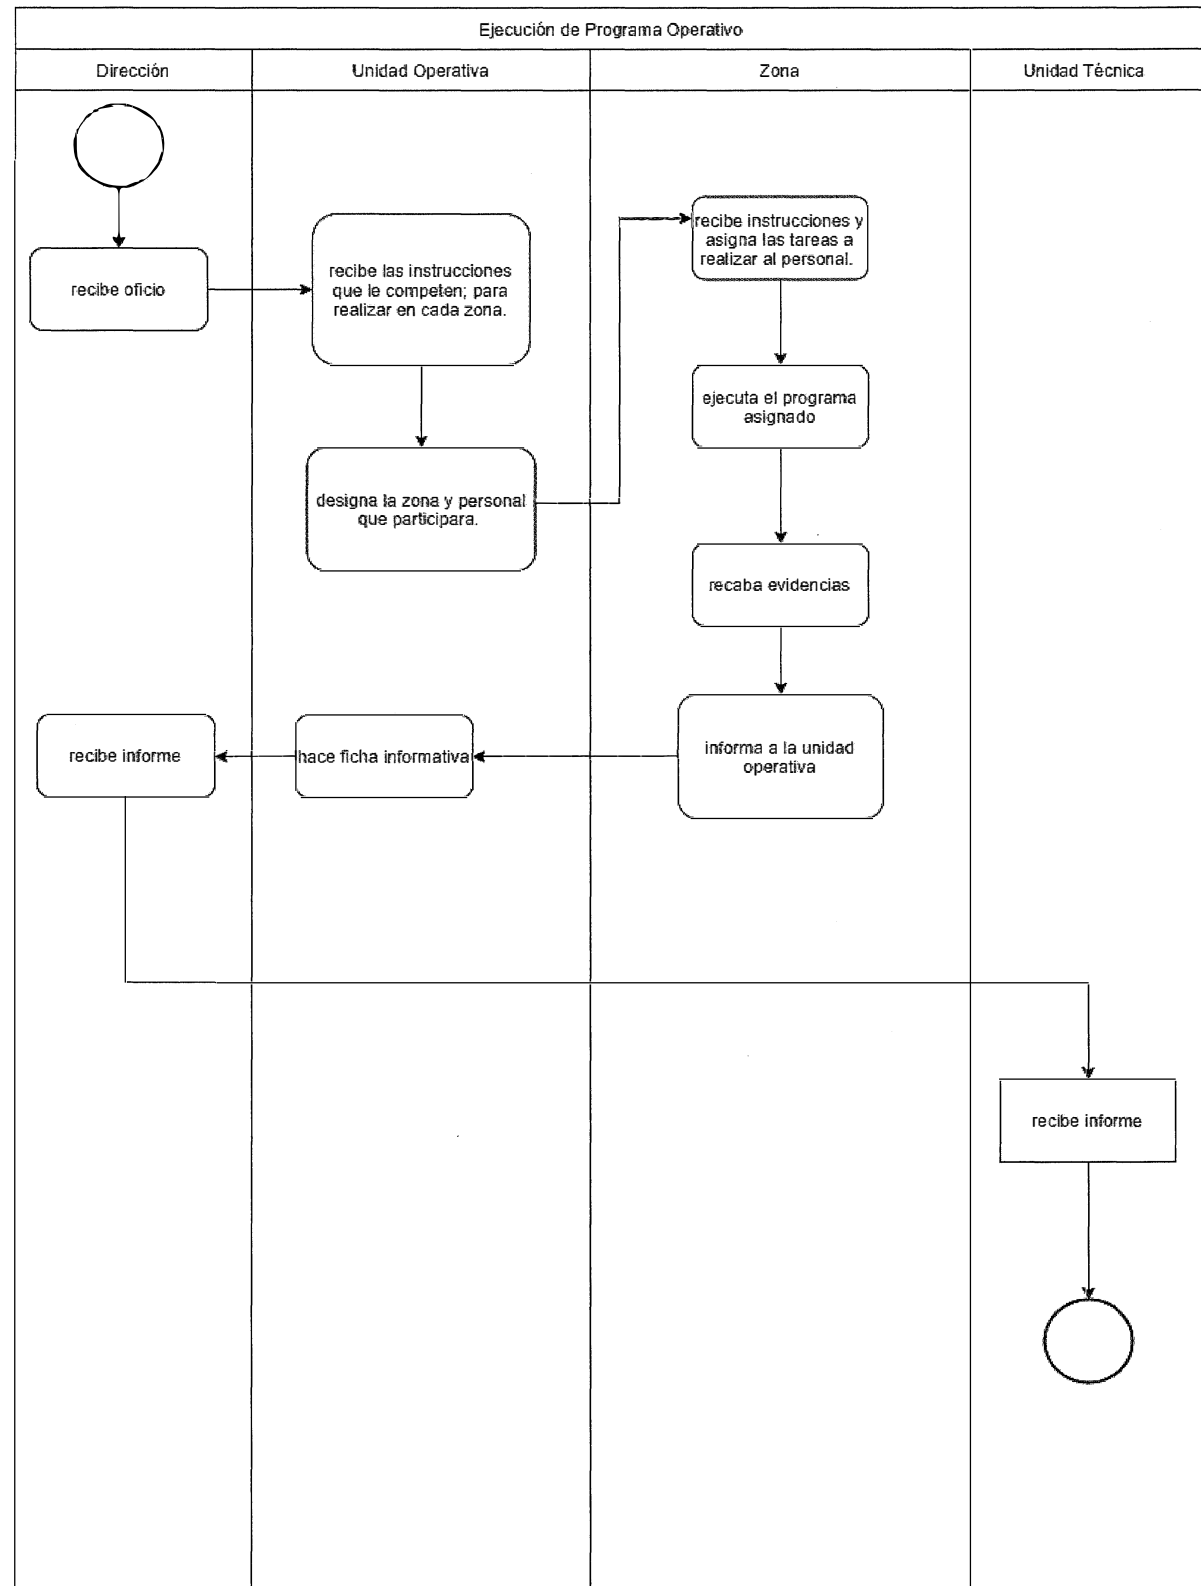 Ejecución de Programa Operativo
Dirección
Unidad Operativa
Zona
Unidad Técnica
recibe oficio
recibe las instrucciones
que le competen; para
realizar en cada zona.
designa la zona y personal
que participara.
recibe instrucciones y
asigna las tareas a
realizar al personal.
ejecuta el programa
asignado
recaba evidencias
informa a la unidad
operativa
hace ficha informativa
recibe informe
recibe informe